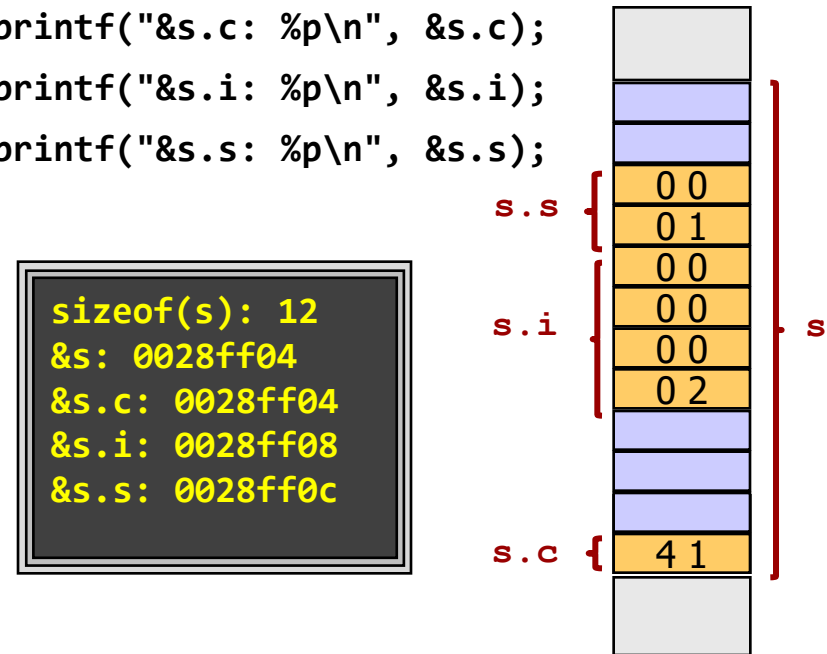 printf("&s.c: %p\n", &s.c);
printf("&s.i: %p\n", &s.i);
printf("&s.s: %p\n", &s.s);
s.s
0 0
0 1
s.i
0 0
0 0
0 0
0 2
s
s.c
4 1
sizeof(s): 12
&s: 0028ff04
&s.c: 0028ff04
&s.i: 0028ff08
&s.s: 0028ff0c